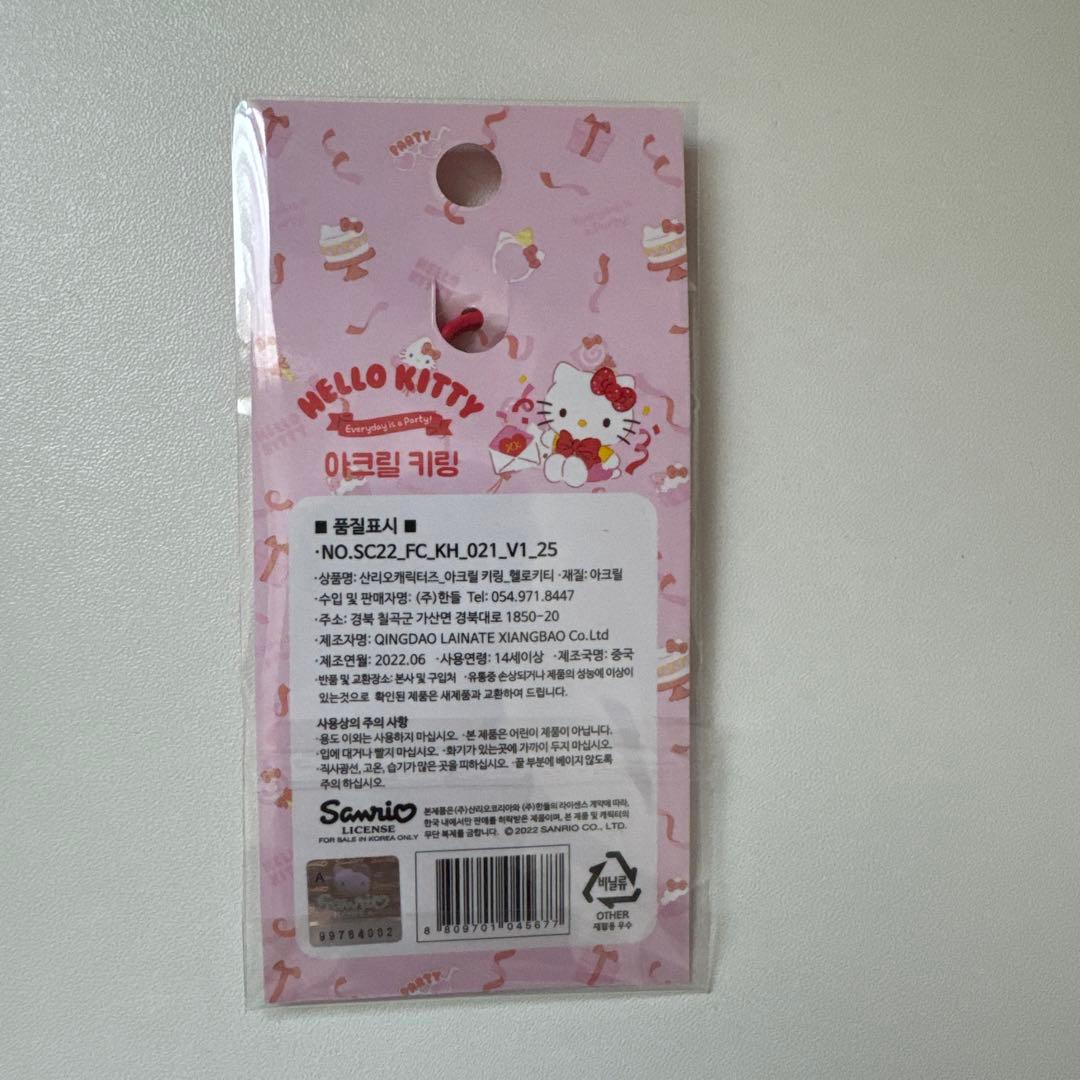 PARTY
HELLO KITTY
Everyday is a Party!
아크릴 키링
■ 품질표시 ■
·NO.SC22_FC_KH_021_V1_25
·상품명: 산리오캐릭터즈_아크릴 키링_헬로키티 ·재질: 아크릴
·수입 및 판매자명: (주)한들 Tel: 054.971.8447
·주소: 경북 칠곡군 가산면 경북대로 1850-20
·제조자명: QINGDAO LAINATE XIANGBAO Co.Ltd
·제조연월: 2022.06 ·사용연령: 14세이상 ·제조국명: 중국
·반품 및 교환장소: 본사 및 구입처 ·유통중 손상되거나 제품의 성능에 이상이
있는것으로 확인된 제품은 새제품과 교환하여 드립니다.
사용상의 주의 사항
·용도 이외는 사용하지 마십시오. ·본 제품은 어린이 제품이 아닙니다.
·입에 대거나 빨지 마십시오. ·화기가 있는곳에 가까이 두지 마십시오.
·직사광선, 고온, 습기가 많은 곳을 피하십시오. ·끝 부분에 베이지 않도록
주의 하십시오.
Sanrio
LICENSE
FOR SALE IN KOREA ONLY
본제품은 (주)산리오코리아와 (주)한들의 라이센스 계약에 따라,
한국 내에서만 판매를 허락받은 제품이며, 본 제품 및 캐릭터의
무단 복제를 금합니다. ©2022 SANRIO CO., LTD.
A
Sanrio
99784002
8 809701 045677
비닐류
OTHER
재활용 우수
PARTY